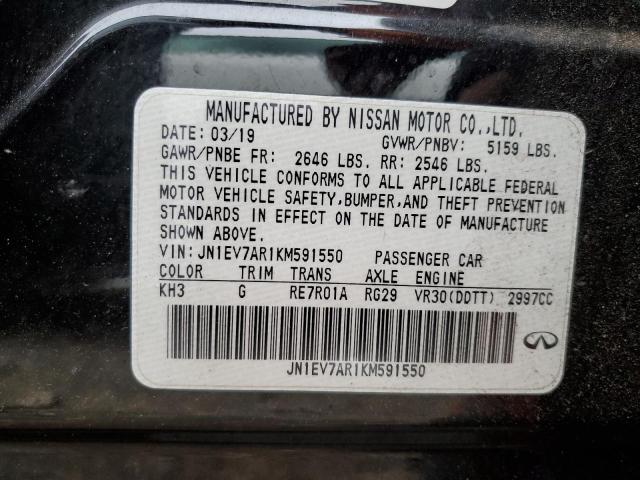 MANUFACTURED BY NISSAN MOTOR CO.,LTD.
DATE: 03/19 GVWR/PNBV: 5159 LBS.
GAWR/PNBE FR: 2646 LBS. RR: 2546 LBS.
THIS VEHICLE CONFORMS TO ALL APPLICABLE FEDERAL
MOTOR VEHICLE SAFETY,BUMPER,AND THEFT PREVENTION
STANDARDS IN EFFECT ON THE DATE OF MANUFACTURE
SHOWN ABOVE.
VIN: JN1EV7AR1KM591550 PASSENGER CAR
COLOR TRIM TRANS AXLE ENGINE
KH3 G RE7R01A RG29 VR30(DDTT) 2997CC
JN1EV7AR1KM591550